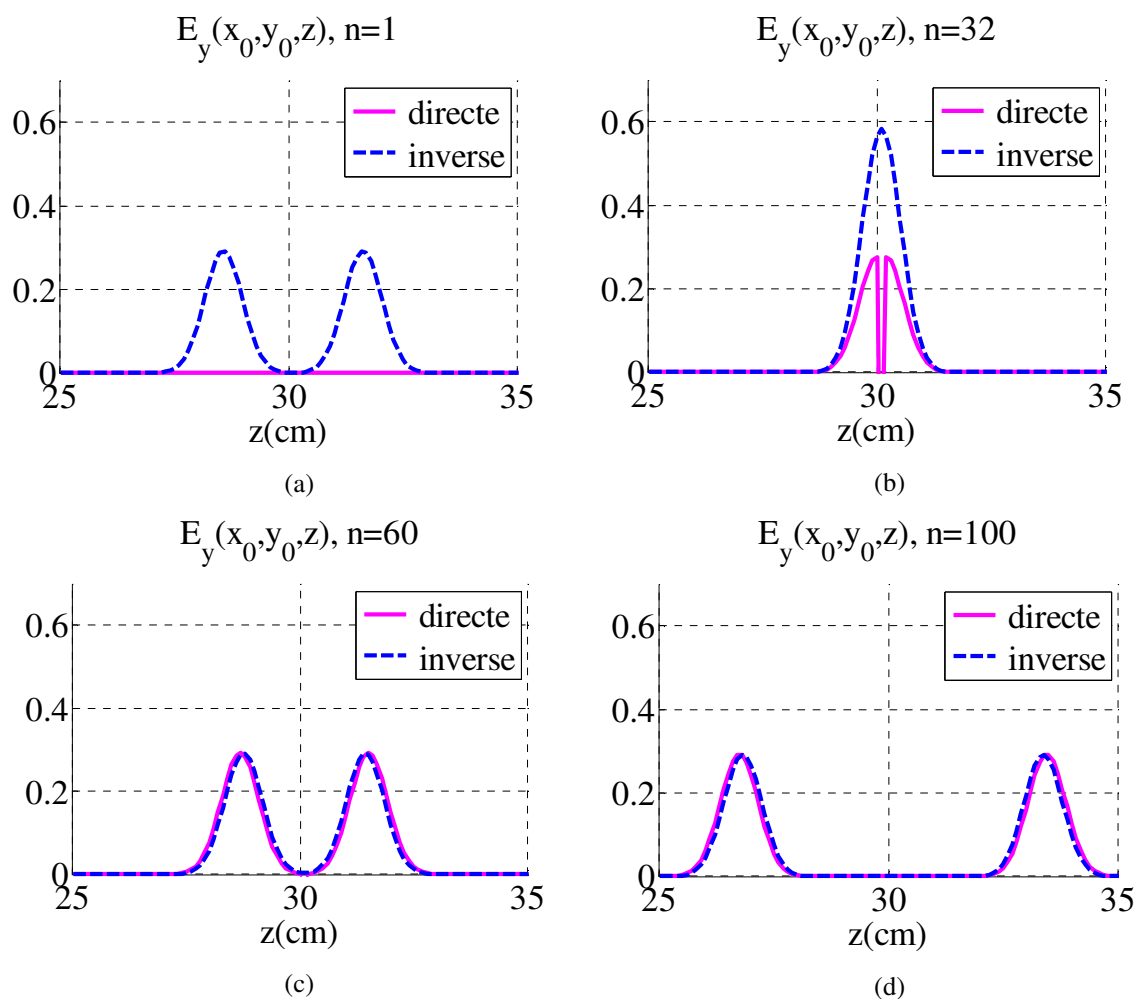 E_y(x_0,y_0,z), n=1
directe
inverse
0.6
0.4
0.2
0
25
30
35
z(cm)
(a)
E_y(x_0,y_0,z), n=32
directe
inverse
0.6
0.4
0.2
0
25
30
35
z(cm)
(b)
E_y(x_0,y_0,z), n=60
directe
inverse
0.6
0.4
0.2
0
25
30
35
z(cm)
(c)
E_y(x_0,y_0,z), n=100
directe
inverse
0.6
0.4
0.2
0
25
30
35
z(cm)
(d)